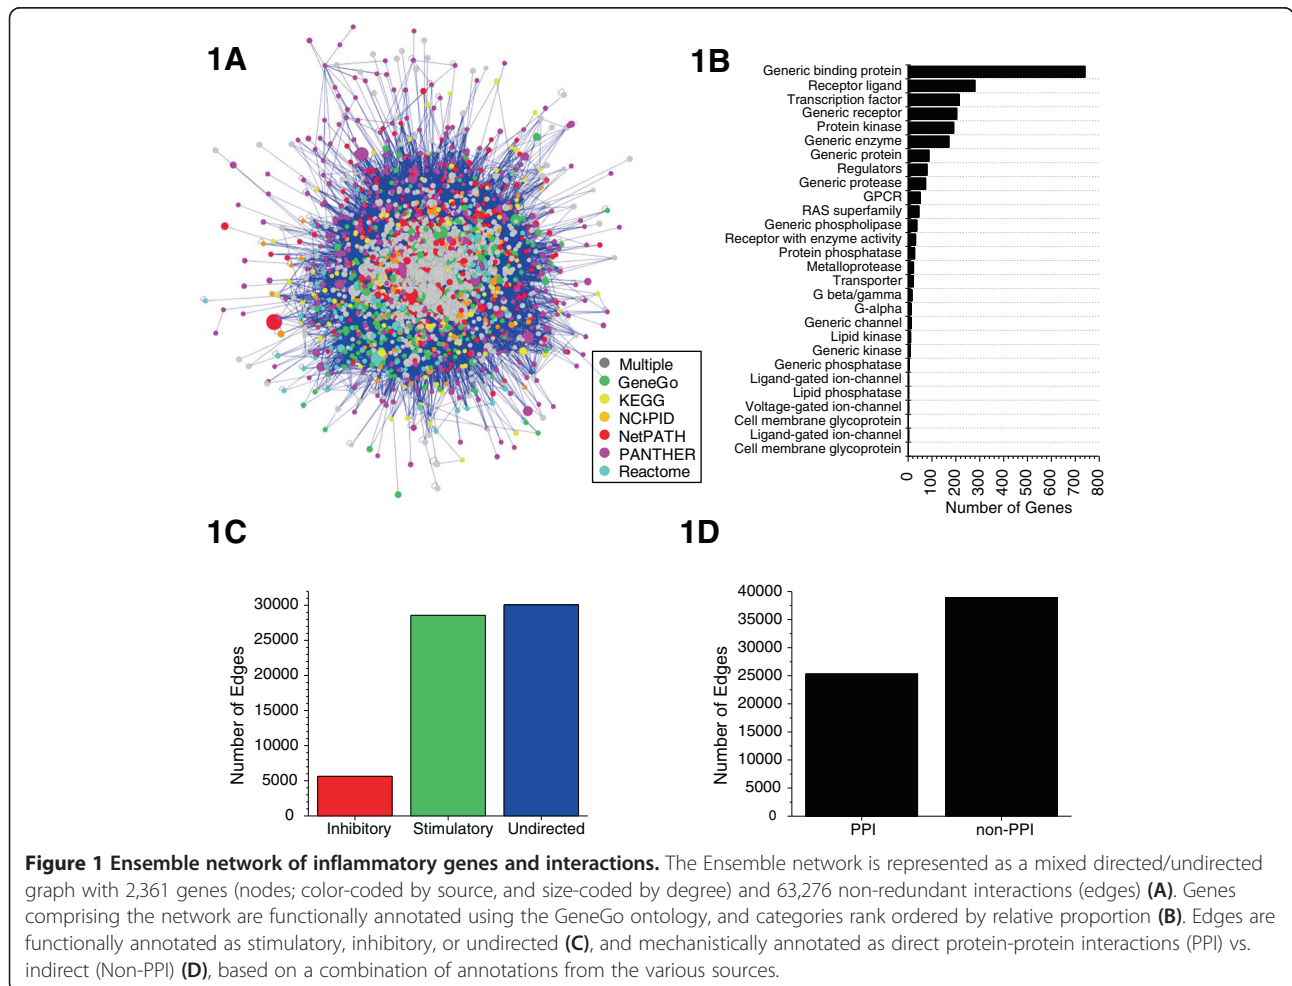 1A
Multiple
GeneGo
KEGG
NCI-PID
NetPATH
PANTHER
Reactome
1B
Generic binding protein
Receptor ligand
Transcription factor
Generic receptor
Protein kinase
Generic enzyme
Generic protein
Regulators
Generic protease
GPCR
RAS superfamily
Generic phospholipase
Receptor with enzyme activity
Protein phosphatase
Metalloprotease
Transporter
G beta/gamma
G-alpha
Generic channel
Lipid kinase
Generic kinase
Generic phosphatase
Ligand-gated ion-channel
Lipid phosphatase
Voltage-gated ion-channel
Cell membrane glycoprotein
Ligand-gated ion-channel
Cell membrane glycoprotein
0 100 200 300 400 500 600 700 800
Number of Genes
1C
Number of Edges
30000
25000
20000
15000
10000
5000
0
Inhibitory Stimulatory Undirected
1D
Number of Edges
40000
35000
30000
25000
20000
15000
10000
5000
0
PPI non-PPI
Figure 1 Ensemble network of inflammatory genes and interactions. The Ensemble network is represented as a mixed directed/undirected
graph with 2,361 genes (nodes; color-coded by source, and size-coded by degree) and 63,276 non-redundant interactions (edges) (A). Genes
comprising the network are functionally annotated using the GeneGo ontology, and categories rank ordered by relative proportion (B). Edges are
functionally annotated as stimulatory, inhibitory, or undirected (C), and mechanistically annotated as direct protein-protein interactions (PPI) vs.
indirect (Non-PPI) (D), based on a combination of annotations from the various sources.